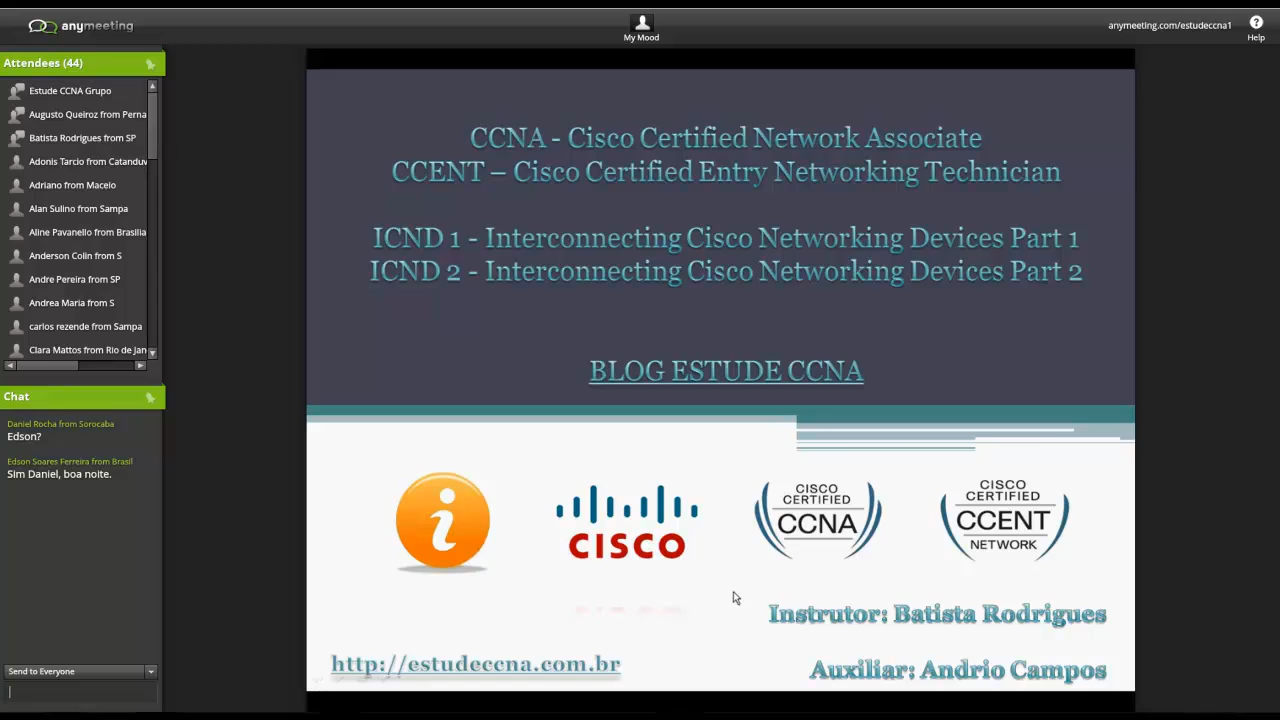 anymeeting
My Mood
anymeeting.com/estudeccna1
?
Help
Attendees (44)
Estude CCNA Grupo
Augusto Queiroz from Perna
Batista Rodrigues from SP
Adonis Tarcio from Catanduv
Adriano from Maceio
Alan Sulino from Sampa
Aline Pavanello from Brasilia
Anderson Colin from S
Andre Pereira from SP
Andrea Maria from S
carlos rezende from Sampa
Clara Mattos from Rio de Jan
Chat
Daniel Rocha from Sorocaba
Edson?
Edson Soares Ferreira from Brasil
Sim Daniel, boa noite.
Send to Everyone
CCNA - Cisco Certified Network Associate
CCENT – Cisco Certified Entry Networking Technician
ICND 1 - Interconnecting Cisco Networking Devices Part 1
ICND 2 - Interconnecting Cisco Networking Devices Part 2
BLOG ESTUDE CCNA
i
CISCO
CISCO
CERTIFIED
CCNA
CISCO
CERTIFIED
CCENT
NETWORK
Instrutor: Batista Rodrigues
http://estudeccna.com.br
Auxiliar: Andrio Campos